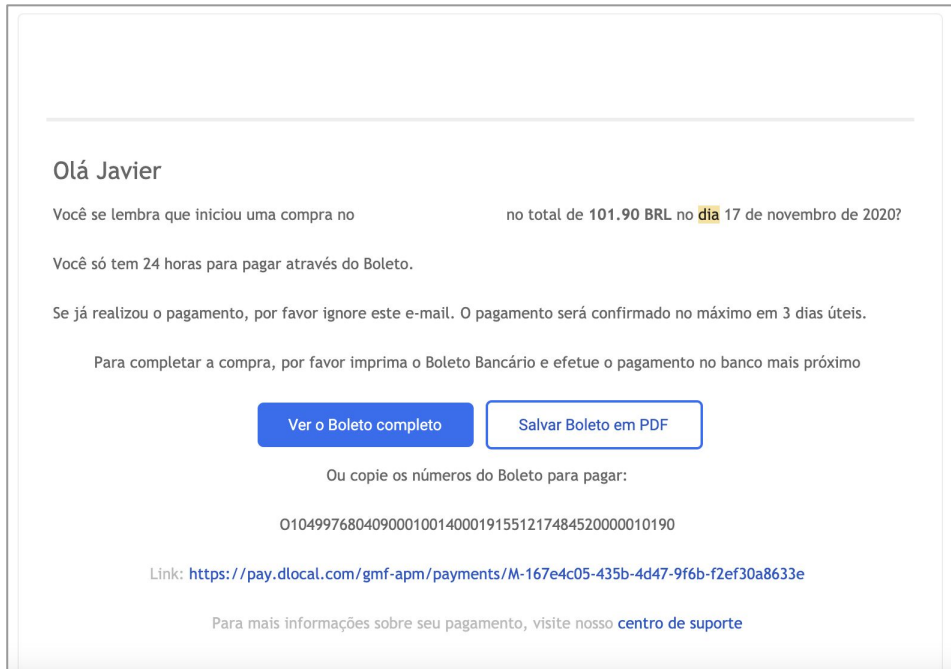 Olá Javier
Você se lembra que iniciou uma compra no no total de 101.90 BRL no dia 17 de novembro de 2020?
Você só tem 24 horas para pagar através do Boleto.
Se já realizou o pagamento, por favor ignore este e-mail. O pagamento será confirmado no máximo em 3 dias úteis.
Para completar a compra, por favor imprima o Boleto Bancário e efetue o pagamento no banco mais próximo
Ver o Boleto completo
Salvar Boleto em PDF
Ou copie os números do Boleto para pagar:
O1049976804090001001400019155121748452000010190
Link: https://pay.dlocal.com/gmf-apm/payments/M-167e4c05-435b-4d47-9f6b-f2ef30a8633e
Para mais informações sobre seu pagamento, visite nosso centro de suporte